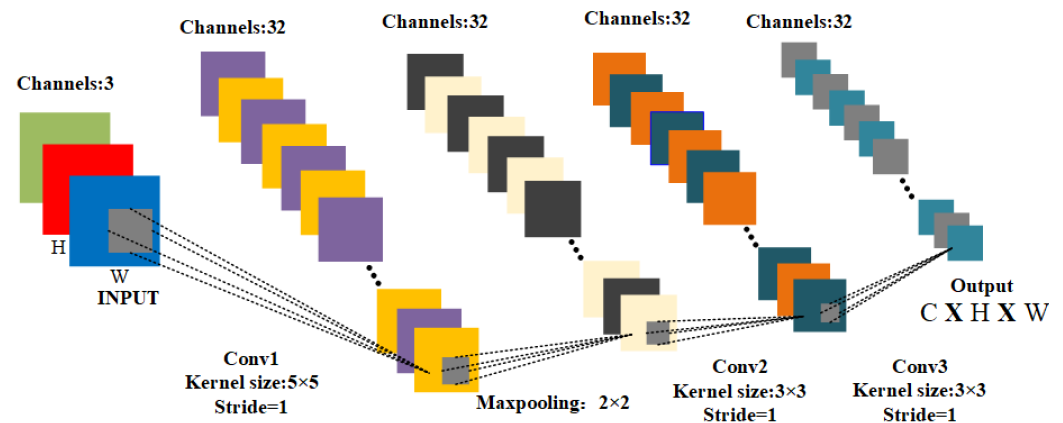 Channels:3
Channels:32
Channels:32
Channels:32
Channels:32
H
W
INPUT
Conv1
Kernel size:5×5
Stride=1
Maxpooling: 2×2
Conv2
Kernel size:3×3
Stride=1
Conv3
Kernel size:3×3
Stride=1
Output
C X H X W